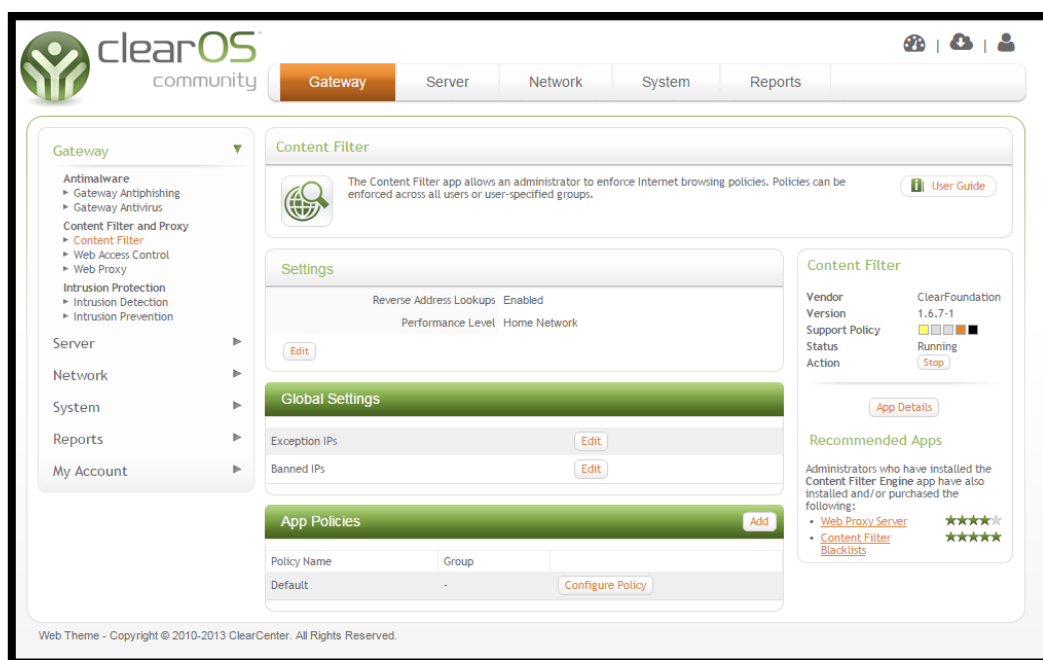 clearOS
community
Gateway
Server
Network
System
Reports
Gateway
Antimalware
Gateway Antiphishing
Gateway Antivirus
Content Filter and Proxy
Content Filter
Web Access Control
Web Proxy
Intrusion Protection
Intrusion Detection
Intrusion Prevention
Server
Network
System
Reports
My Account
Content Filter
The Content Filter app allows an administrator to enforce Internet browsing policies. Policies can be
enforced across all users or user-specified groups.
User Guide
Settings
Reverse Address Lookups Enabled
Performance Level Home Network
Edit
Global Settings
Exception IPs Edit
Banned IPs Edit
App Policies Add
Policy Name Group
Default - Configure Policy
Content Filter
Vendor ClearFoundation
Version 1.6.7-1
Support Policy
Status Running
Action Stop
App Details
Recommended Apps
Administrators who have installed the
Content Filter Engine app have also
installed and/or purchased the
following:
• Web Proxy Server
• Content Filter
Blacklists
Web Theme - Copyright © 2010-2013 ClearCenter. All Rights Reserved.